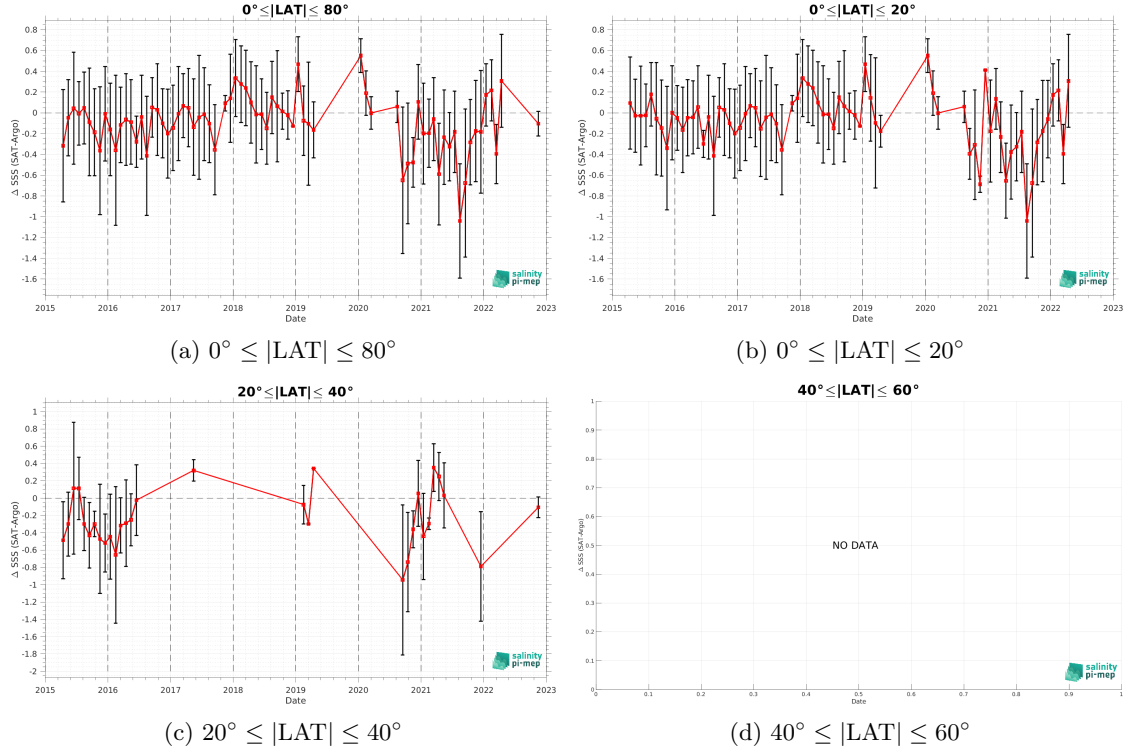 0°≤|LAT|≤ 80°
0.8
0.6
0.4
0.2
0
-0.2
-0.4
-0.6
-0.8
-1
-1.2
-1.4
-1.6
Δ SSS (SAT-Argo)
2015 2016 2017 2018 2019 2020 2021 2022 2023
Date
salinity
pi-mep
(a) 0° ≤ |LAT| ≤ 80°
0°≤|LAT|≤ 20°
0.8
0.6
0.4
0.2
0
-0.2
-0.4
-0.6
-0.8
-1
-1.2
-1.4
-1.6
Δ SSS (SAT-Argo)
2015 2016 2017 2018 2019 2020 2021 2022 2023
Date
salinity
pi-mep
(b) 0° ≤ |LAT| ≤ 20°
20°≤|LAT|≤ 40°
1
0.8
0.6
0.4
0.2
0
-0.2
-0.4
-0.6
-0.8
-1
-1.2
-1.4
-1.6
-1.8
-2
Δ SSS (SAT-Argo)
2015 2016 2017 2018 2019 2020 2021 2022 2023
Date
salinity
pi-mep
(c) 20° ≤ |LAT| ≤ 40°
40°≤|LAT|≤ 60°
1
0.9
0.8
0.7
0.6
0.5
0.4
0.3
0.2
0.1
0
Δ SSS (SAT-Argo)
NO DATA
0 0.1 0.2 0.3 0.4 0.5 0.6 0.7 0.8 0.9 1
Date
salinity
pi-mep
(d) 40° ≤ |LAT| ≤ 60°